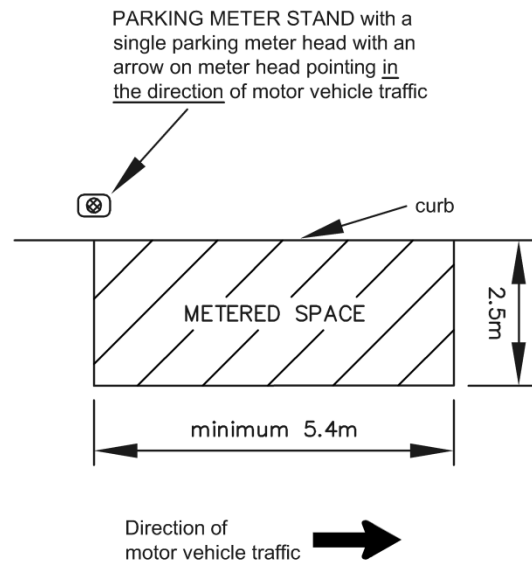 PARKING METER STAND with a
single parking meter head with an
arrow on meter head pointing in
the direction of motor vehicle traffic
curb
METERED SPACE
2.5m
minimum 5.4m
Direction of
motor vehicle traffic